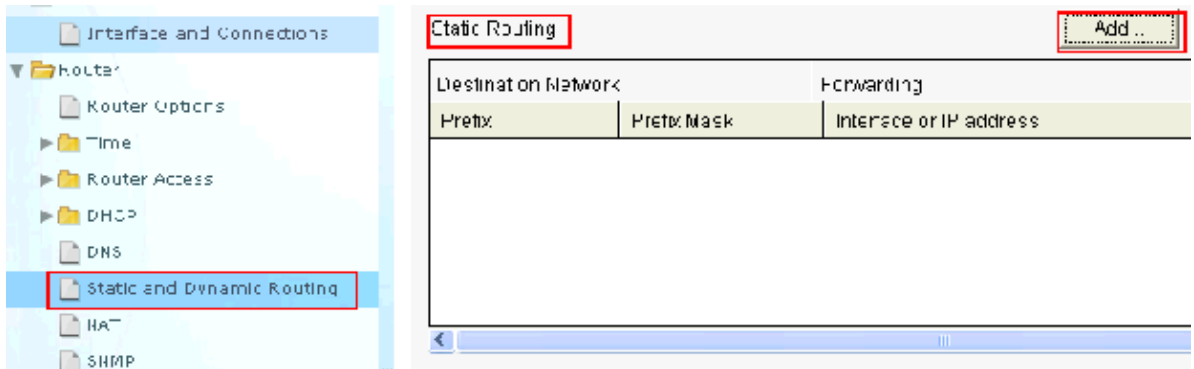 Interface and Connections
Router
Router Options
Time
Router Access
DHCP
DNS
Static and Dynamic Routing
NAT
SNMP
Static Routing
Add...
Destination Network
Forwarding
Prefix
Prefix Mask
Interface or IP address